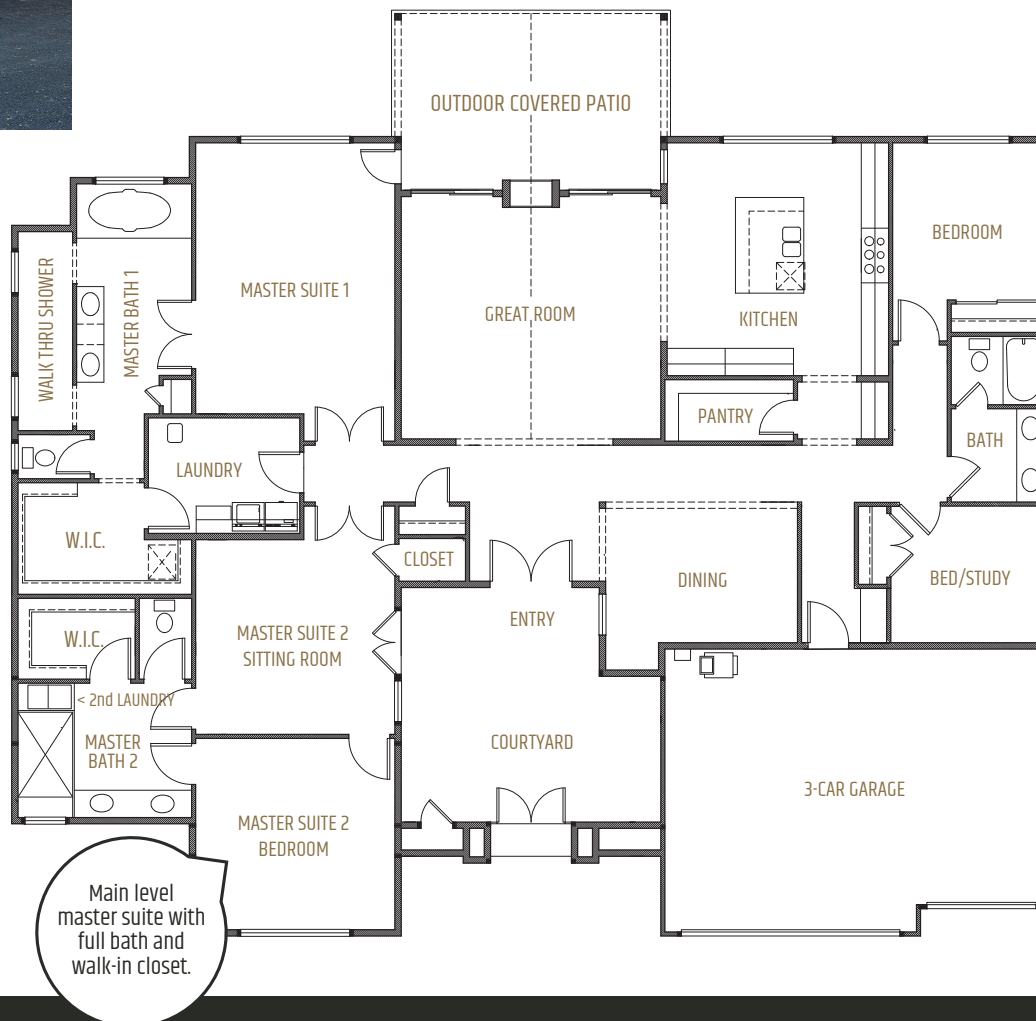 OUTDOOR COVERED PATIO
BEDROOM
WALK THRU SHOWER
MASTER BATH 1
MASTER SUITE 1
GREAT ROOM
KITCHEN
PANTRY
BATH
LAUNDRY
W.I.C.
CLOSET
DINING
BED/STUDY
ENTRY
W.I.C.
MASTER SUITE 2
SITTING ROOM
< 2nd LAUNDRY
MASTER
BATH 2
COURTYARD
3-CAR GARAGE
MASTER SUITE 2
BEDROOM
Main level
master suite with
full bath and
walk-in closet.